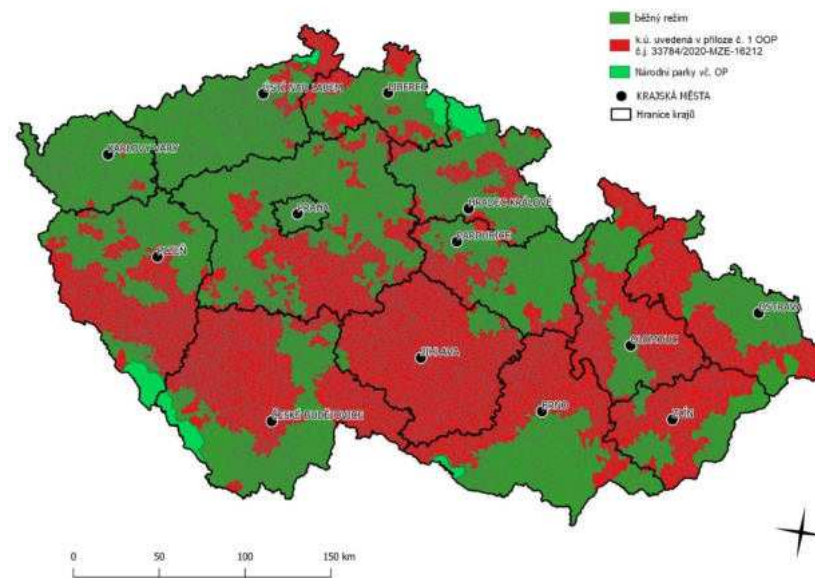 běžný režim
k.ú. uvedená v příloze č. 1 OOP
č.j. 33784/2020-MZE-16212
Národní parky vč. OP
KRAJSKÁ MĚSTA
Hranice krajů
ÚSTÍ NAD LABEM
LIBEREC
KARLOVY VARY
HRADEC KRÁLOVÉ
PRAHA
PARDUBICE
PLZEŇ
OSTRAVA
OLOMOUC
JIHLAVA
BRNO
ZLÍN
ČESKÉ BUDĚJOVICE
0 50 100 150 km